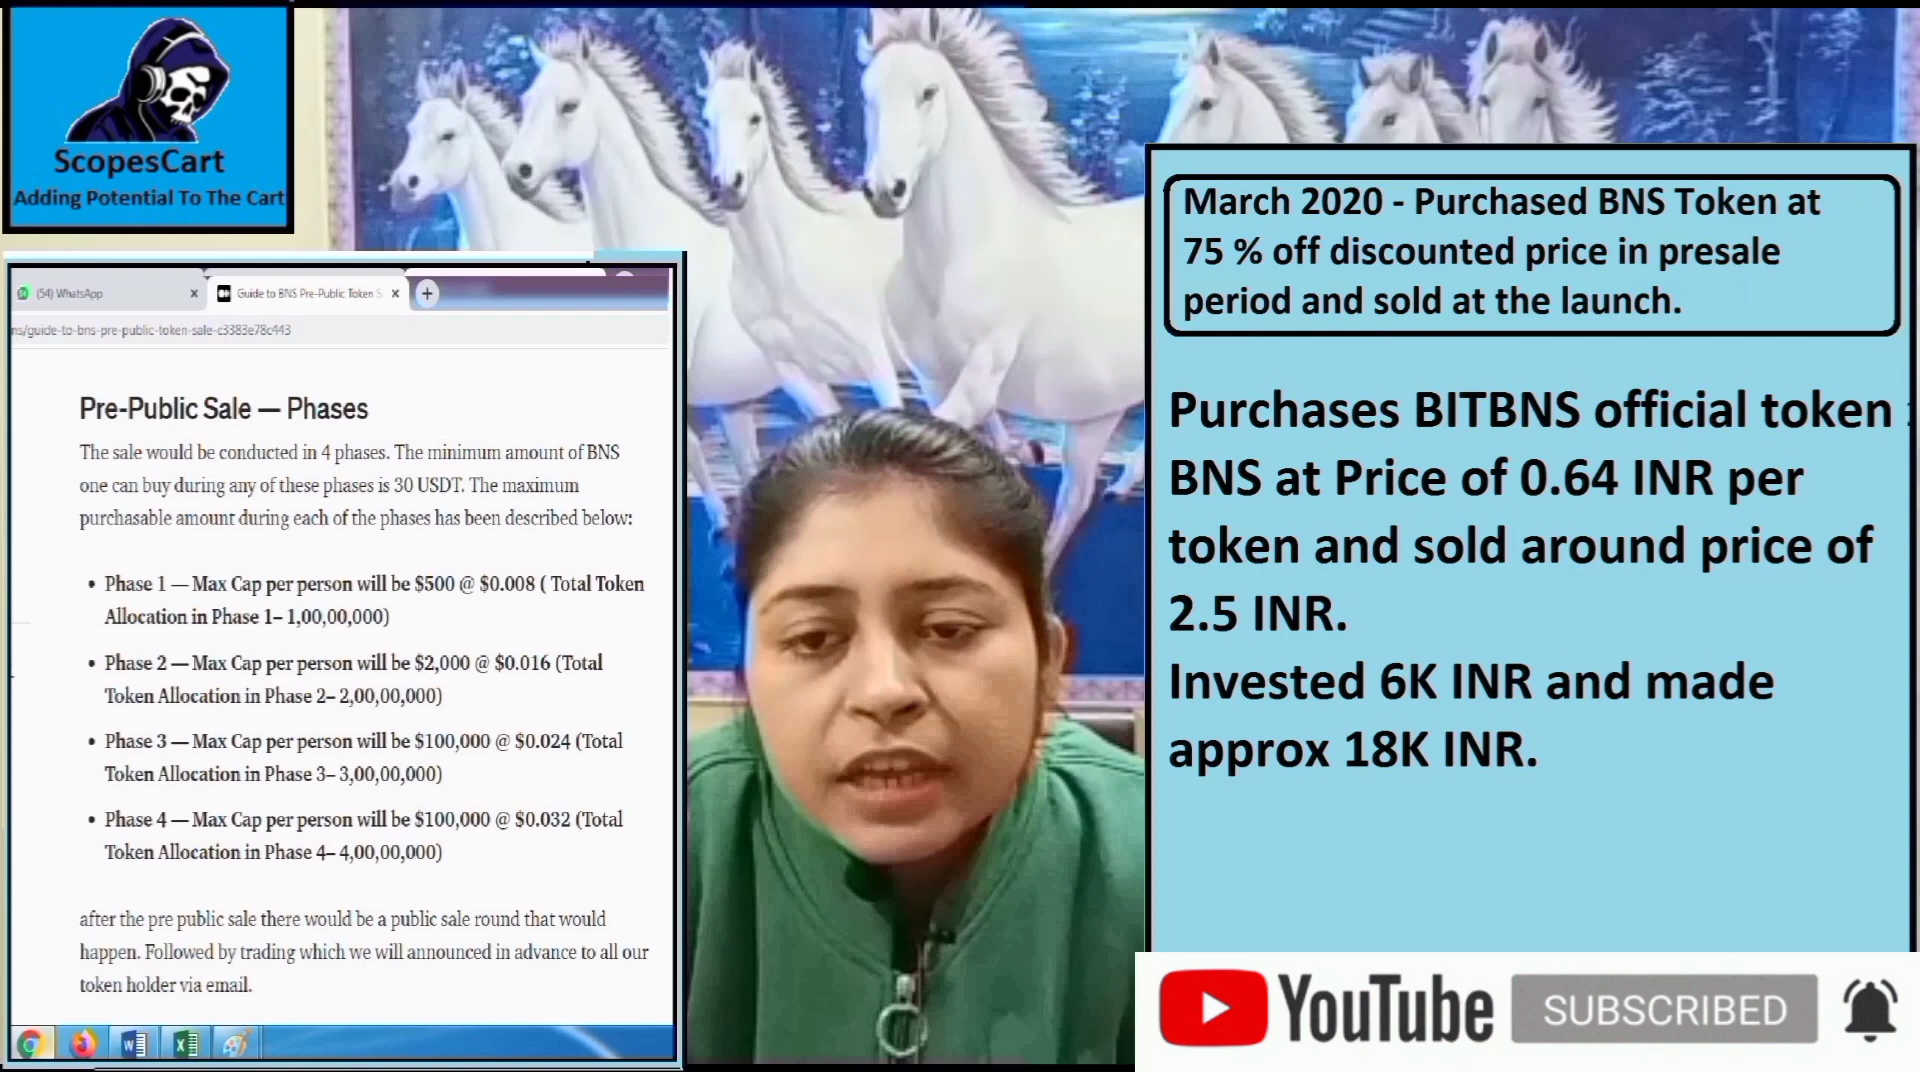 ScopesCart
Adding Potential To The Cart
(54) WhatsApp
Guide to BNS Pre-Public Token S
ns/guide-to-bns-pre-public-token-sale-c3383e78c443
Pre-Public Sale — Phases
The sale would be conducted in 4 phases. The minimum amount of BNS
one can buy during any of these phases is 30 USDT. The maximum
purchasable amount during each of the phases has been described below:
• Phase 1 — Max Cap per person will be $500 @ $0.008 ( Total Token
Allocation in Phase 1– 1,00,00,000)
• Phase 2 — Max Cap per person will be $2,000 @ $0.016 (Total
Token Allocation in Phase 2– 2,00,00,000)
• Phase 3 — Max Cap per person will be $100,000 @ $0.024 (Total
Token Allocation in Phase 3– 3,00,00,000)
• Phase 4 — Max Cap per person will be $100,000 @ $0.032 (Total
Token Allocation in Phase 4– 4,00,00,000)
after the pre public sale there would be a public sale round that would
happen. Followed by trading which we will announced in advance to all our
token holder via email.
March 2020 - Purchased BNS Token at
75 % off discounted price in presale
period and sold at the launch.
Purchases BITBNS official token
BNS at Price of 0.64 INR per
token and sold around price of
2.5 INR.
Invested 6K INR and made
approx 18K INR.
YouTube SUBSCRIBED